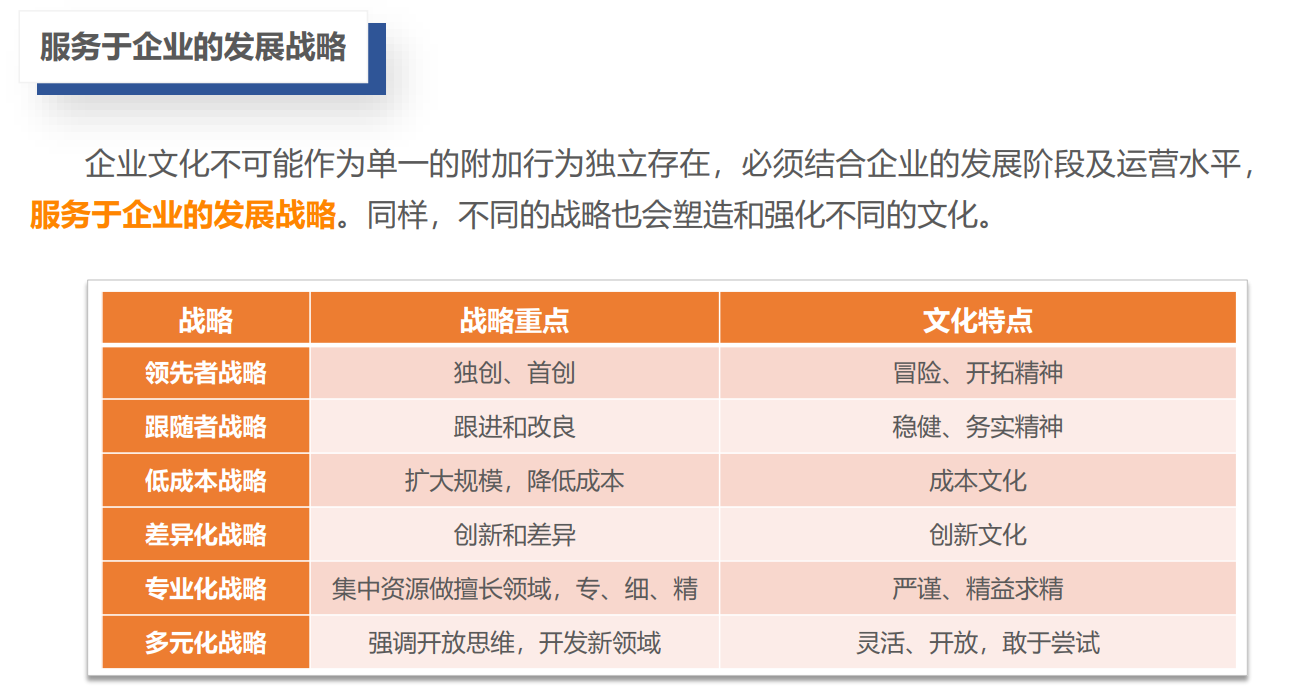 服务于企业的发展战略
企业文化不可能作为单一的附加行为独立存在，必须结合企业的发展阶段及运营水平，
服务于企业的发展战略。同样，不同的战略也会塑造和强化不同的文化。
战略 战略重点 文化特点
领先者战略 独创、首创 冒险、开拓精神
跟随者战略 跟进和改良 稳健、务实精神
低成本战略 扩大规模，降低成本 成本文化
差异化战略 创新和差异 创新文化
专业化战略 集中资源做擅长领域，专、细、精 严谨、精益求精
多元化战略 强调开放思维，开发新领域 灵活、开放，敢于尝试